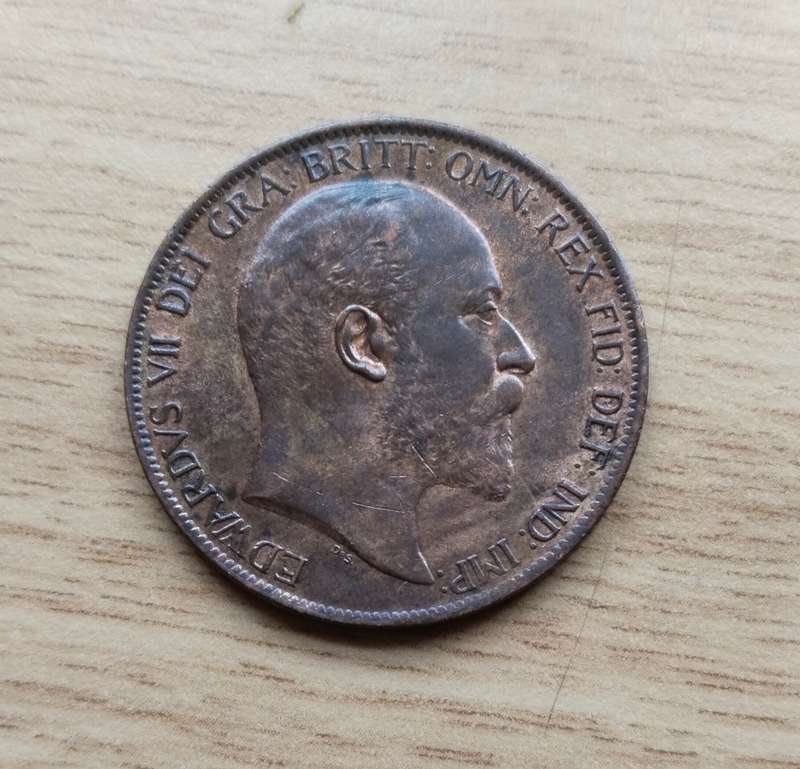 EDWARDVS VII DEI GRA: BRITT: OMN: REX FID: DEF: IND: IMP:
D·S